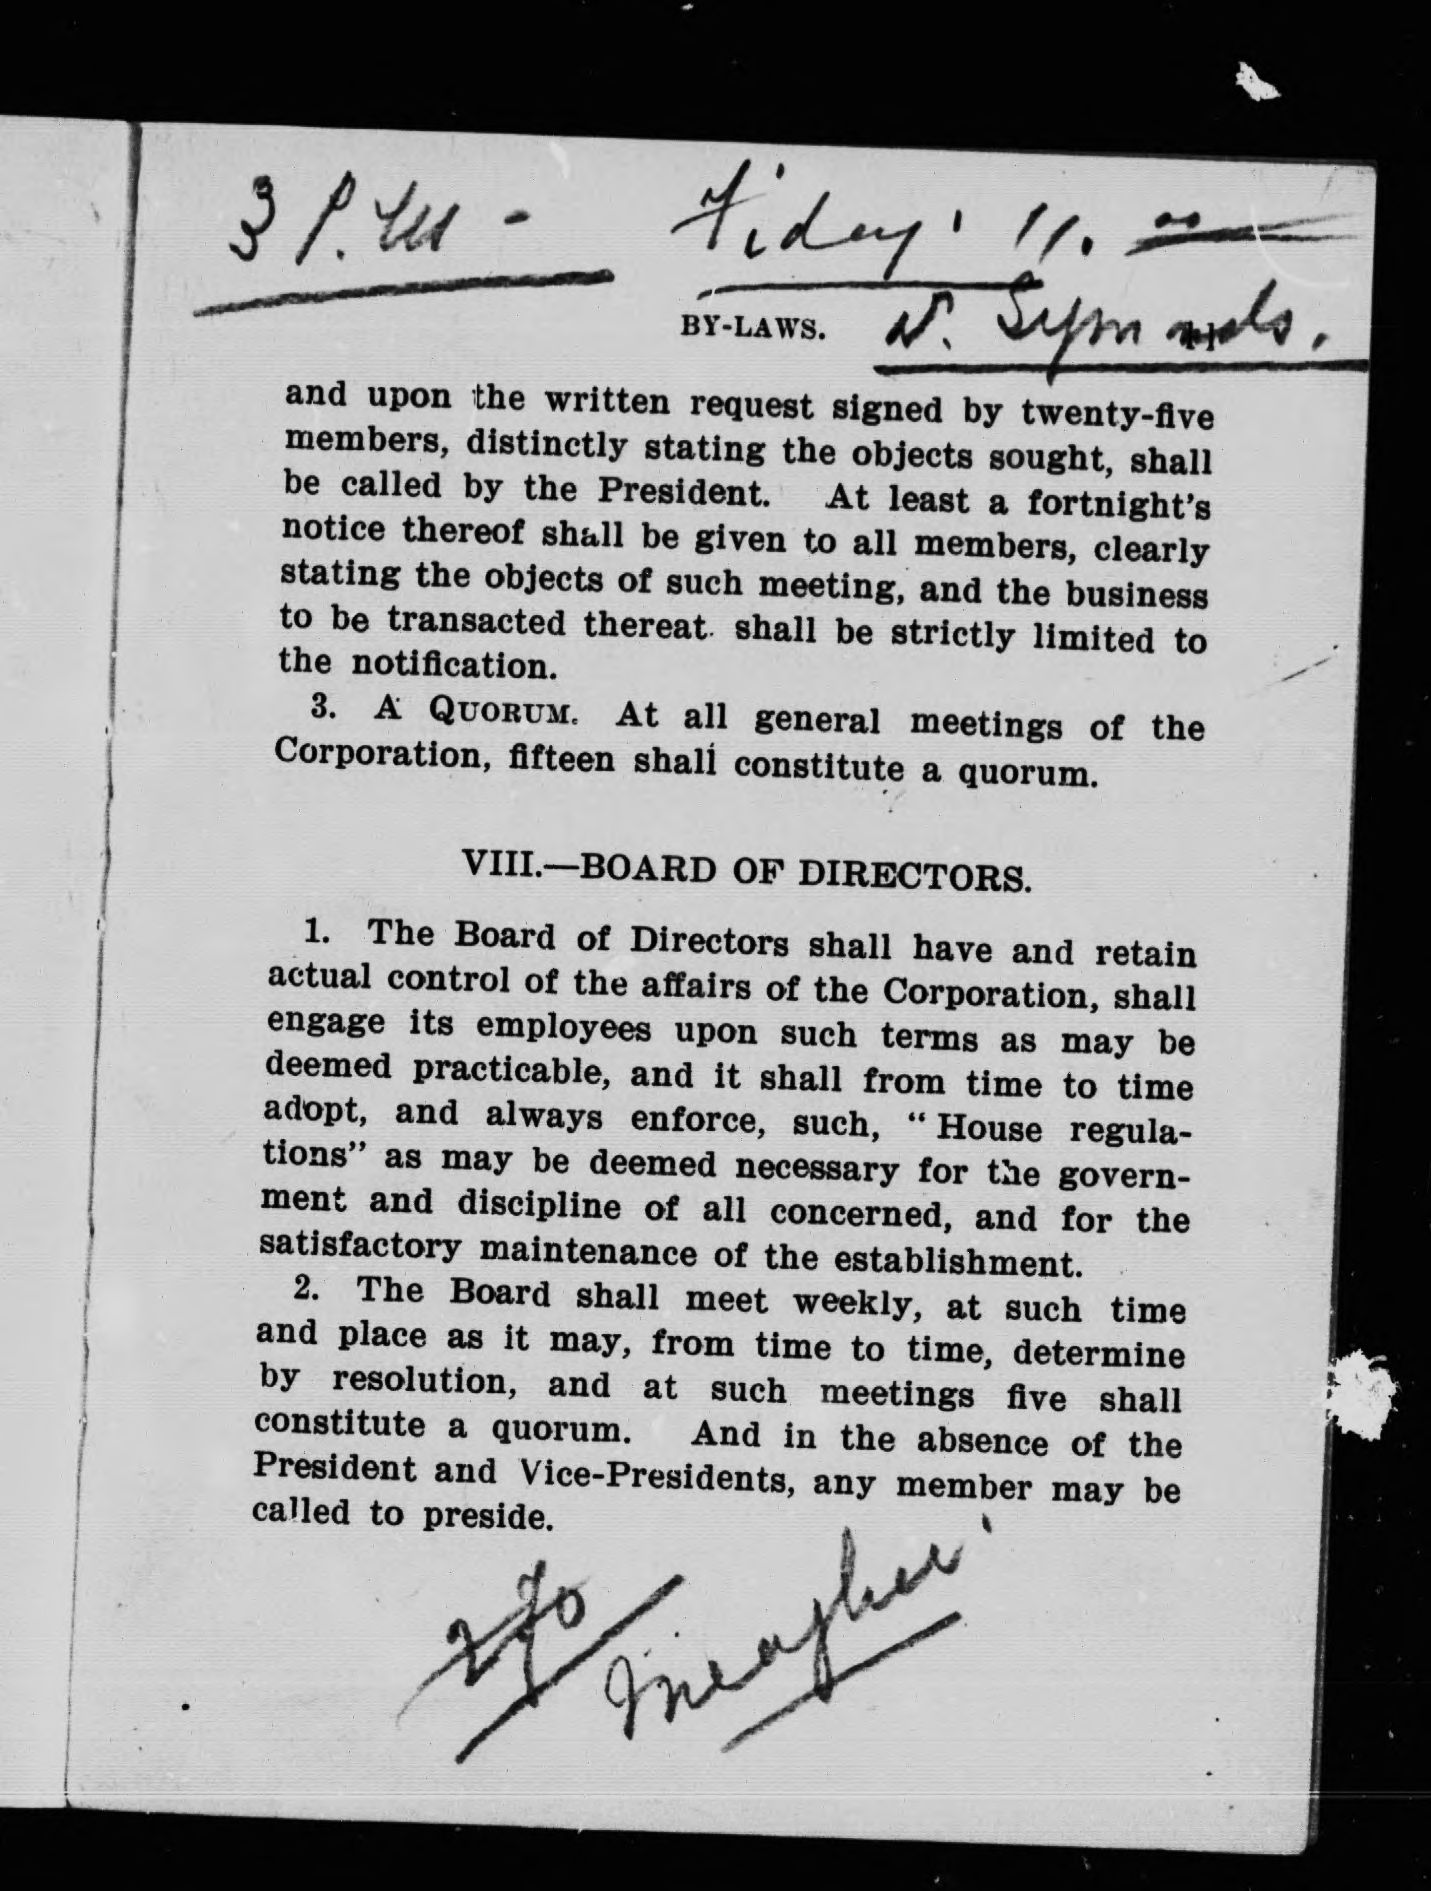 3 P.M -
Friday. 11.
BY-LAWS. 11
W. Symonds.
and upon the written request signed by twenty-five
members, distinctly stating the objects sought, shall
be called by the President. At least a fortnight's
notice thereof shall be given to all members, clearly
stating the objects of such meeting, and the business
to be transacted thereat shall be strictly limited to
the notification.
3. A QUORUM. At all general meetings of the
Corporation, fifteen shall constitute a quorum.
VIII.—BOARD OF DIRECTORS.
1. The Board of Directors shall have and retain
actual control of the affairs of the Corporation, shall
engage its employees upon such terms as may be
deemed practicable, and it shall from time to time
adopt, and always enforce, such, "House regula-
tions" as may be deemed necessary for the govern-
ment and discipline of all concerned, and for the
satisfactory maintenance of the establishment.
2. The Board shall meet weekly, at such time
and place as it may, from time to time, determine
by resolution, and at such meetings five shall
constitute a quorum. And in the absence of the
President and Vice-Presidents, any member may be
called to preside.
Meagher